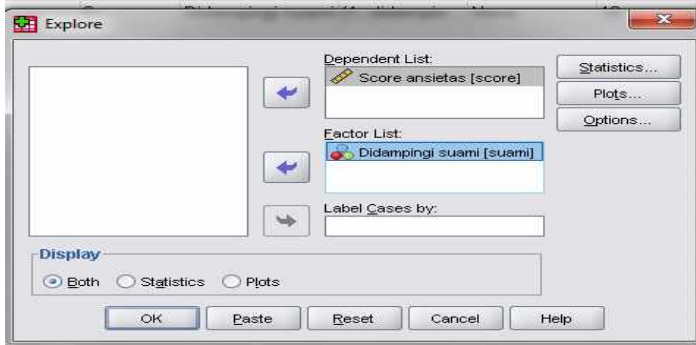 Explore
Dependent List:
Score ansietas [score]
Statistics...
Plots...
Options...
Factor List:
Didampingi suami [suami]
Label Cases by:
Display
Both Statistics Plots
OK Paste Reset Cancel Help